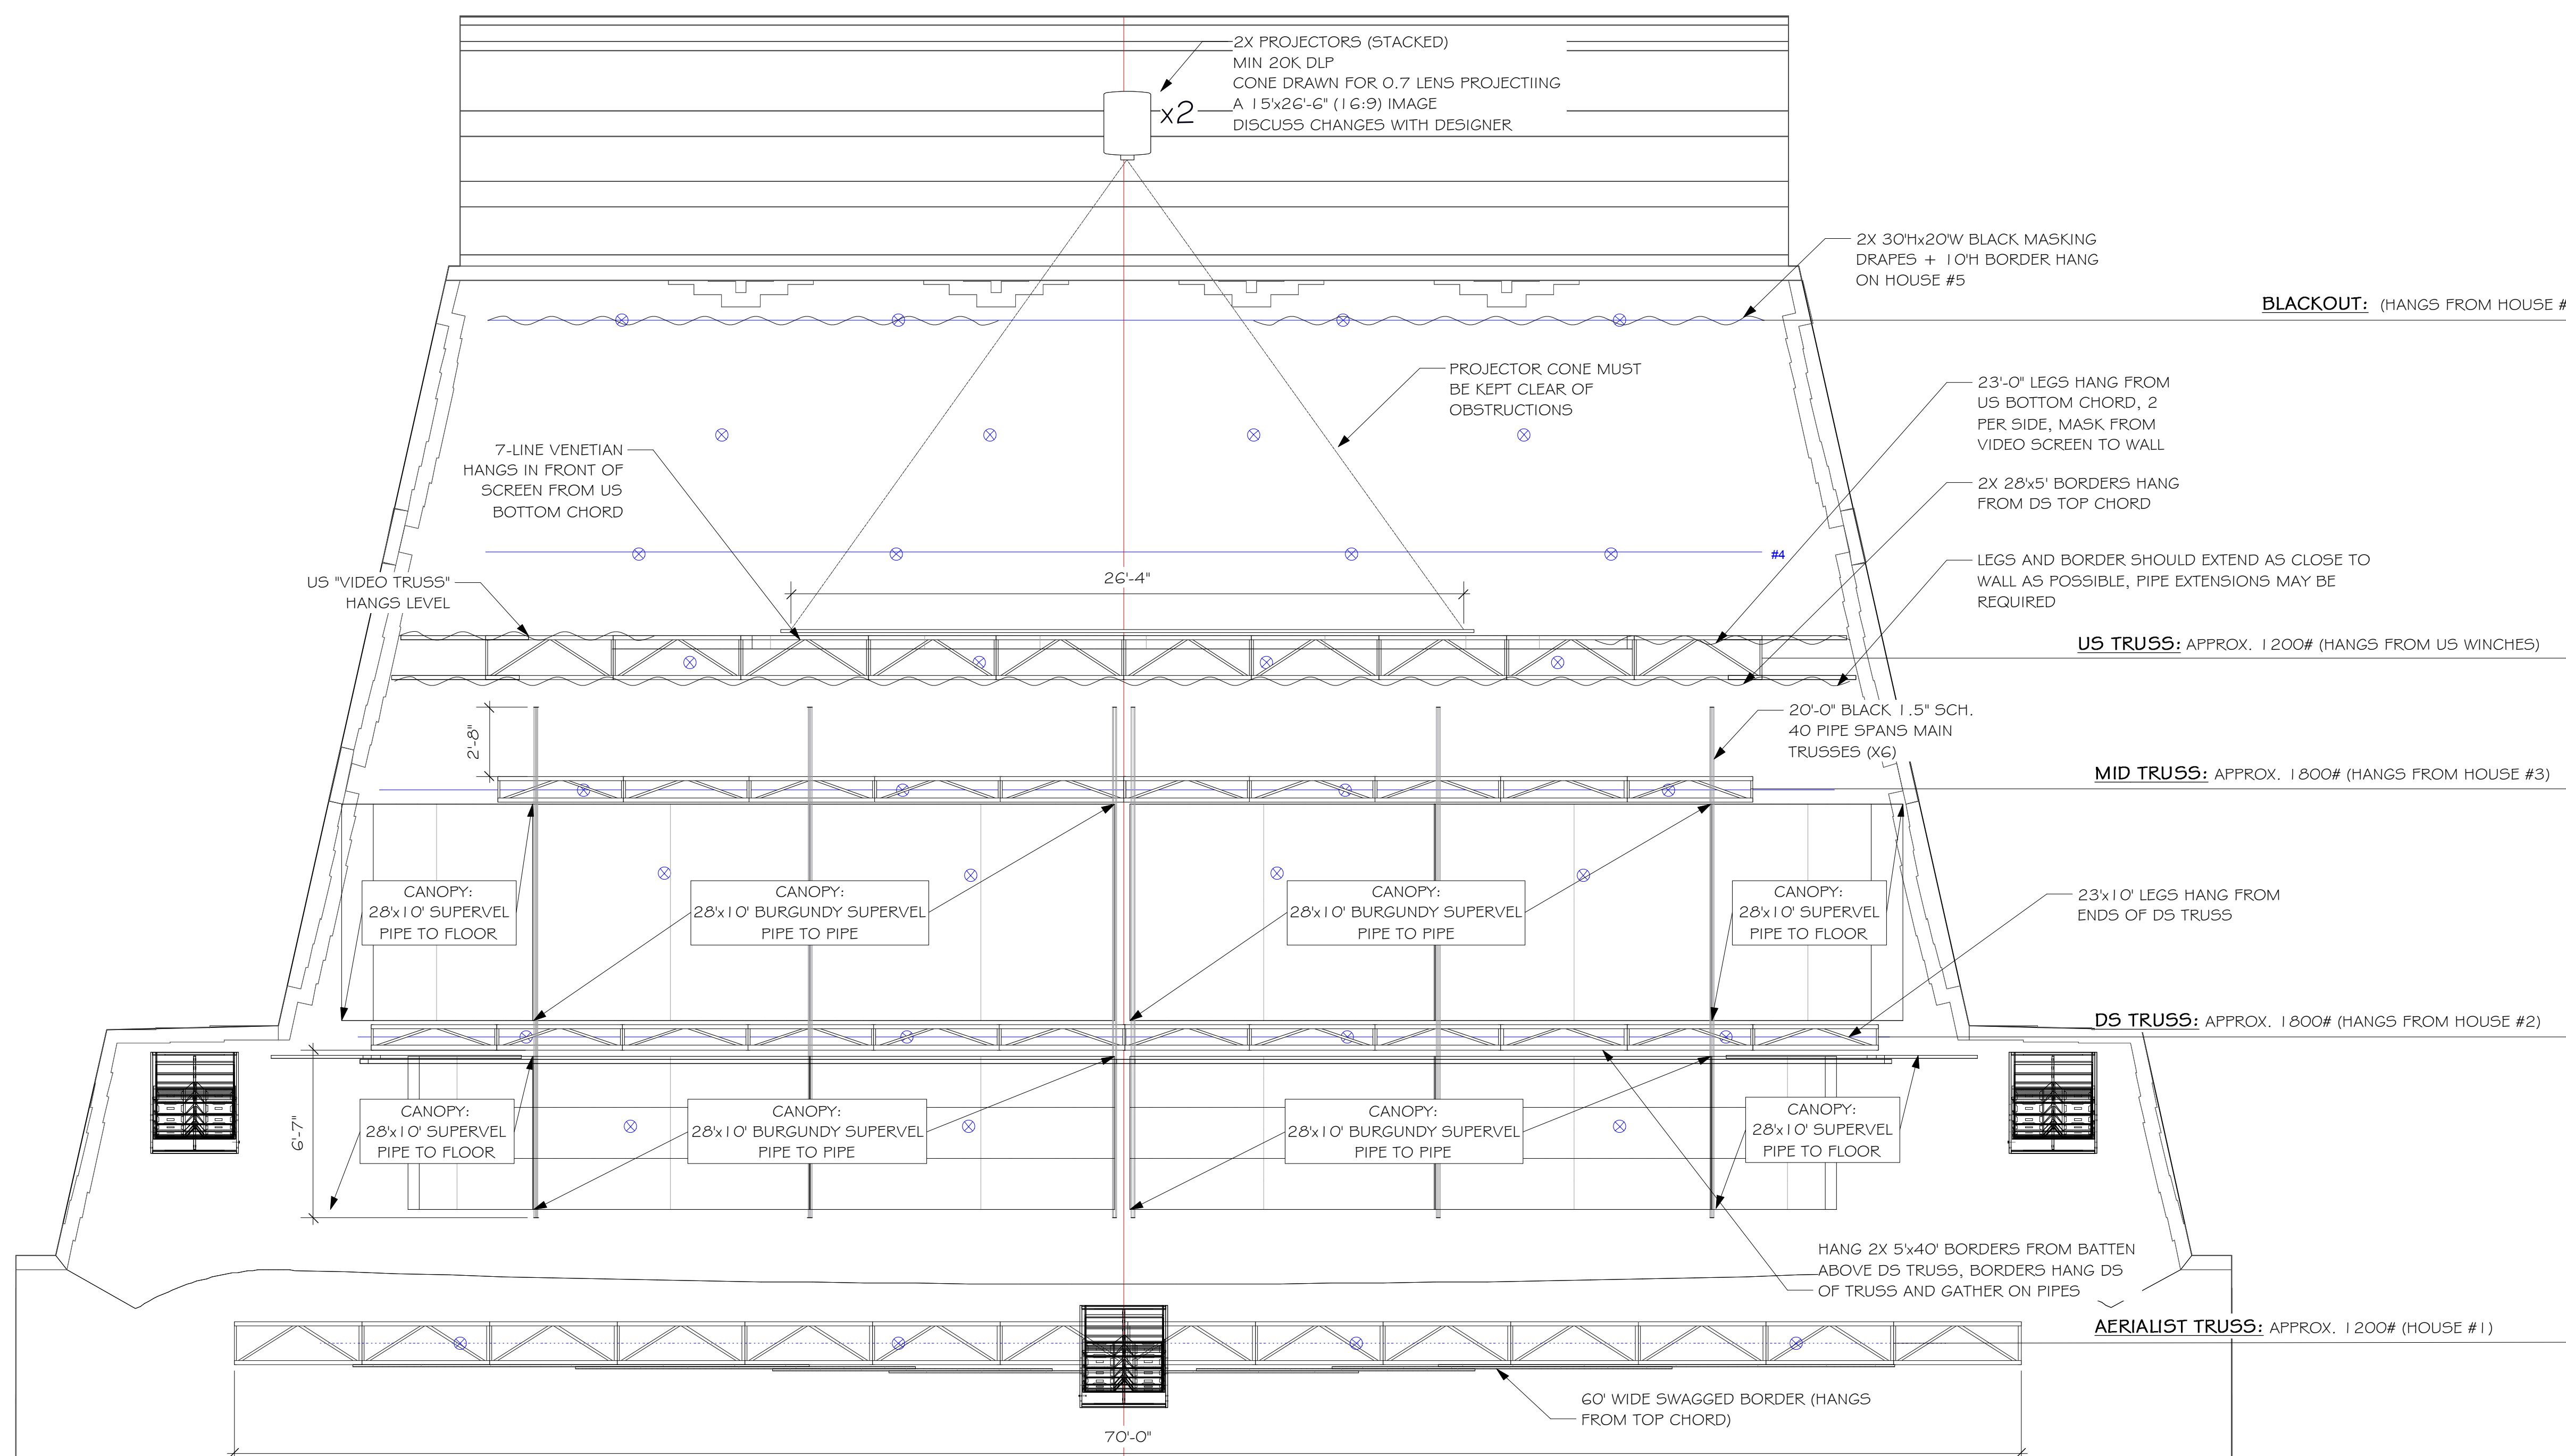 2X PROJECTORS (STACKED)
MIN 20K DLP
CONE DRAWN FOR 0.7 LENS PROJECTIING
A 15'x26'-6" (16:9) IMAGE
DISCUSS CHANGES WITH DESIGNER
x2
2X 30'Hx20'W BLACK MASKING
DRAPES + 10'H BORDER HANG
ON HOUSE #5
BLACKOUT: (HANGS FROM HOUSE #
PROJECTOR CONE MUST
BE KEPT CLEAR OF
OBSTRUCTIONS
23'-0" LEGS HANG FROM
US BOTTOM CHORD, 2
PER SIDE, MASK FROM
VIDEO SCREEN TO WALL
7-LINE VENETIAN
HANGS IN FRONT OF
SCREEN FROM US
BOTTOM CHORD
2X 28'x5' BORDERS HANG
FROM DS TOP CHORD
#4
LEGS AND BORDER SHOULD EXTEND AS CLOSE TO
WALL AS POSSIBLE, PIPE EXTENSIONS MAY BE
REQUIRED
US "VIDEO TRUSS"
HANGS LEVEL
26'-4"
US TRUSS: APPROX. 1200# (HANGS FROM US WINCHES)
2'-8"
20'-0" BLACK 1.5" SCH.
40 PIPE SPANS MAIN
TRUSSES (X6)
MID TRUSS: APPROX. 1800# (HANGS FROM HOUSE #3)
CANOPY:
28'x10' SUPERVEL
PIPE TO FLOOR
CANOPY:
28'x10' BURGUNDY SUPERVEL
PIPE TO PIPE
CANOPY:
28'x10' BURGUNDY SUPERVEL
PIPE TO PIPE
CANOPY:
28'x10' SUPERVEL
PIPE TO FLOOR
23'x10' LEGS HANG FROM
ENDS OF DS TRUSS
DS TRUSS: APPROX. 1800# (HANGS FROM HOUSE #2)
6'-7"
CANOPY:
28'x10' SUPERVEL
PIPE TO FLOOR
CANOPY:
28'x10' BURGUNDY SUPERVEL
PIPE TO PIPE
CANOPY:
28'x10' BURGUNDY SUPERVEL
PIPE TO PIPE
CANOPY:
28'x10' SUPERVEL
PIPE TO FLOOR
HANG 2X 5'x40' BORDERS FROM BATTEN
ABOVE DS TRUSS, BORDERS HANG DS
OF TRUSS AND GATHER ON PIPES
AERIALIST TRUSS: APPROX. 1200# (HOUSE #1)
60' WIDE SWAGGED BORDER (HANGS
FROM TOP CHORD)
70'-0"